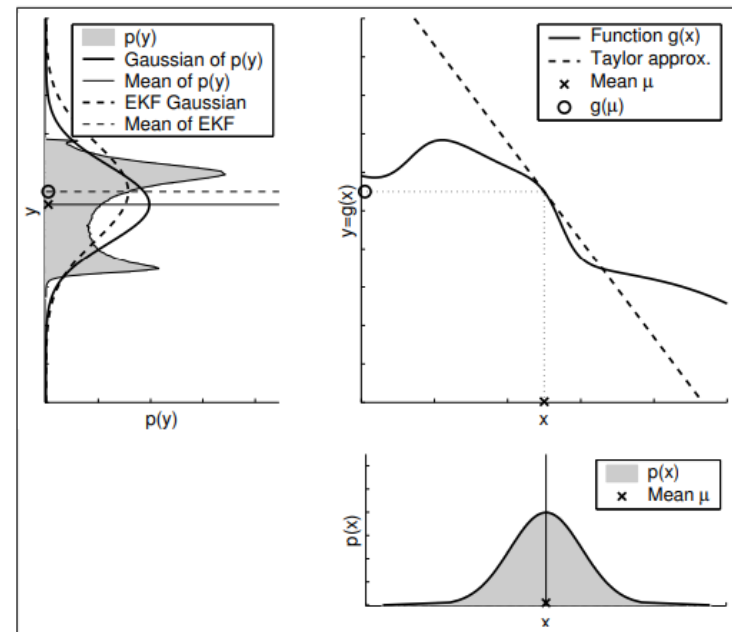 p(y)
Gaussian of p(y)
Mean of p(y)
EKF Gaussian
Mean of EKF
y
p(y)
Function g(x)
Taylor approx.
Mean μ
g(μ)
y=g(x)
x
p(x)
Mean μ
p(x)
x